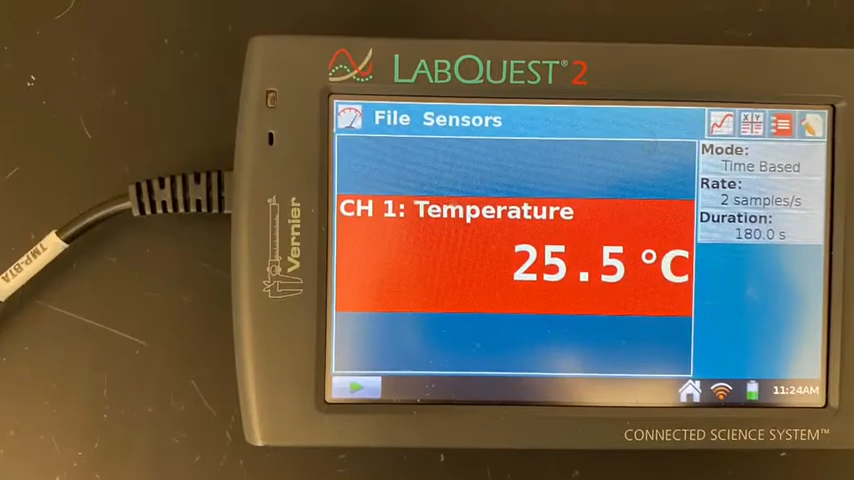 LABQUEST® 2
File Sensors
Mode:
Time Based
Rate:
2 samples/s
Duration:
180.0 s
CH 1: Temperature
25.5 °C
11:24AM
Vernier
TMP-BTA
CONNECTED SCIENCE SYSTEM™